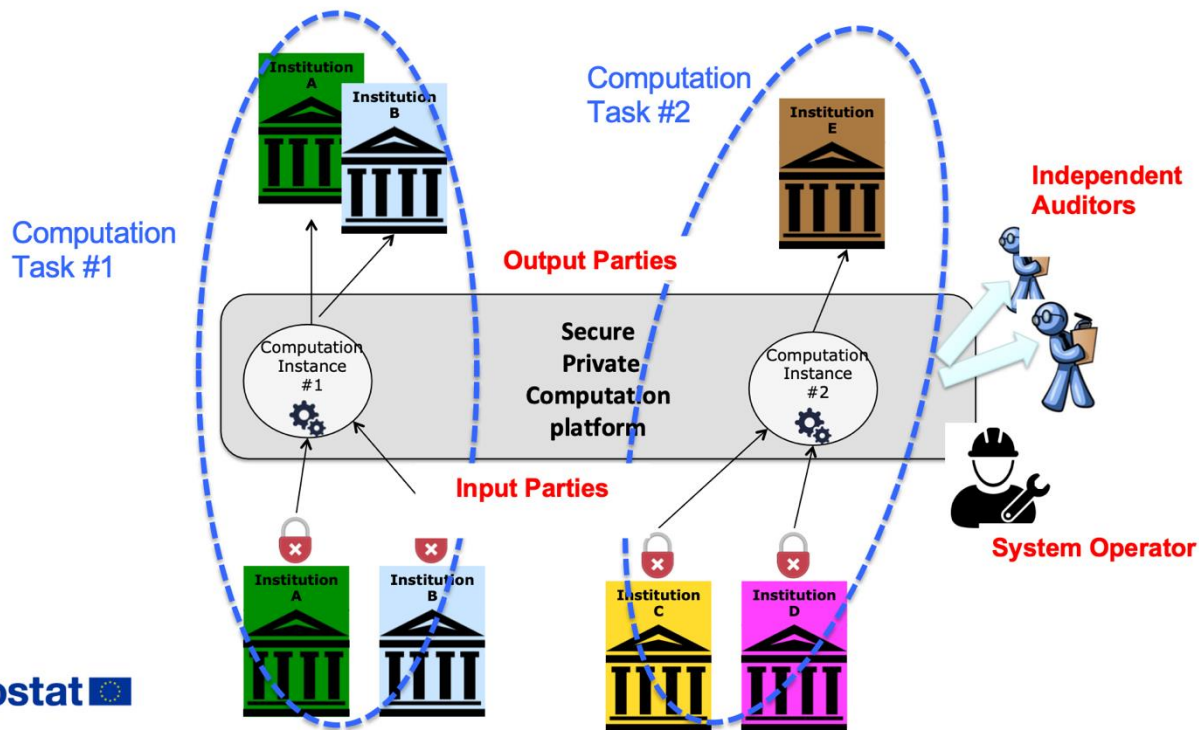 Institution
A
Institution
B
Computation
Task #1
Computation
Task #2
Institution
E
Independent
Auditors
Output Parties
Computation
Instance
#1
Secure
Private
Computation
platform
Computation
Instance
#2
Input Parties
System Operator
Institution
A
Institution
B
Institution
C
Institution
D
ostat